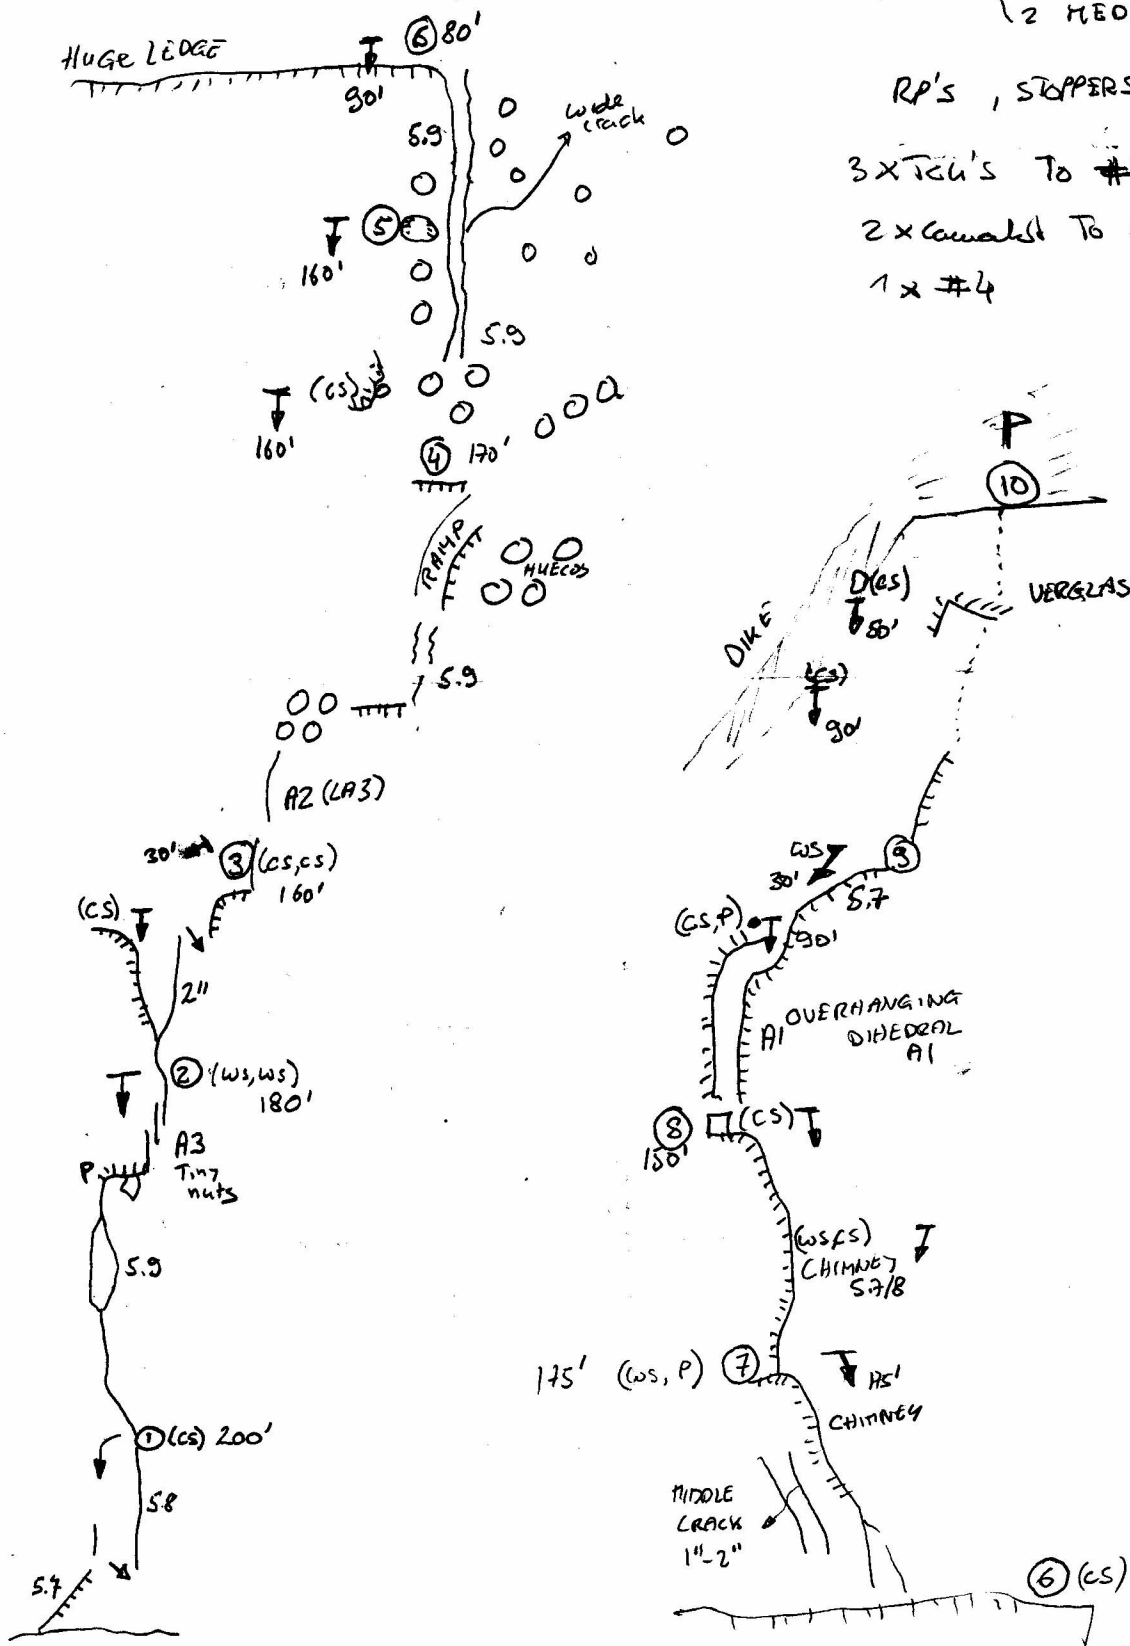 2 MED
RP'S , STOPPERS
3 x TCU'S TO #
2 x Camalot TO
1 x #4
HUGE LEDGE
6 80'
90'
5.9
wide
crack
5
160'
5.9
(CS)
160'
4 170'
RAMP
HUECOS
5.9
A2 (LA3)
30'
3 (CS,CS)
160'
(CS)
2"
2 (WS,WS)
180'
A3
Tiny
nuts
P
5.9
1 (CS) 200'
5.8
5.7
P
10
D(CS)
80'
VERGLAS
DIKE
(CS)
90'
WS
30'
9
5.7
(CS,P)
90'
A1
OVERHANGING
DIHEDRAL
A1
8
(CS)
150'
(WS,CS)
CHIMNEY
5.7/8
175' (WS, P) 7
175'
CHIMNEY
MIDDLE
CRACK
1"-2"
6 (CS)